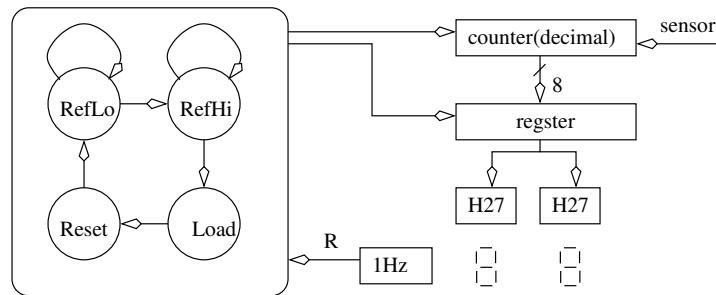 counter(decimal)
sensor
RefLo
RefHi
8
regster
H27
H27
Reset
Load
R
1Hz